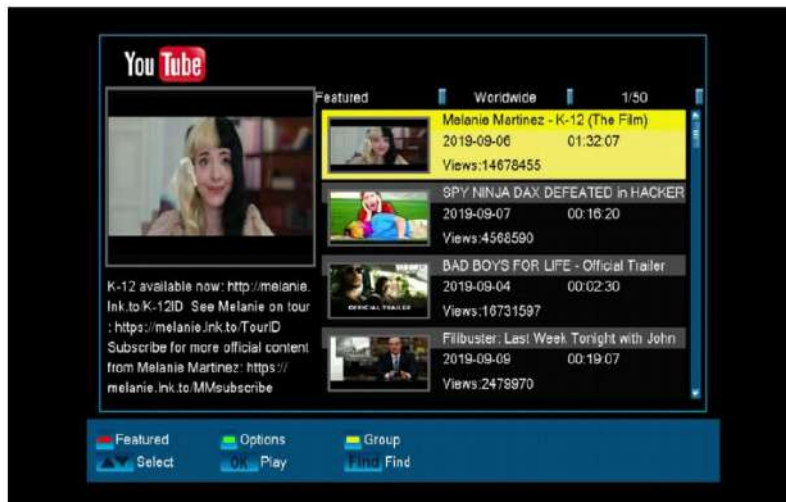 You Tube
Featured Worldwide 1/50
Melanie Martinez - K-12 (The Film)
2019-09-06 01:32:07
Views:14678455
SPY NINJA DAX DEFEATED in HACKER
2019-09-07 00:16:20
Views:4568590
BAD BOYS FOR LIFE - Official Trailer
2019-09-04 00:02:30
Views:16731597
OFFICIAL TRAILER
Filibuster: Last Week Tonight with John
2019-09-09 00:19:07
Views:2479970
K-12 available now: http://melanie.
lnk.to/K-12ID See Melanie on tour
: https://melanie.lnk.to/TourID
Subscribe for more official content
from Melanie Martinez: https://
melanie.lnk.to/MMsubscribe
Featured Options Group
Select OK Play Find Find